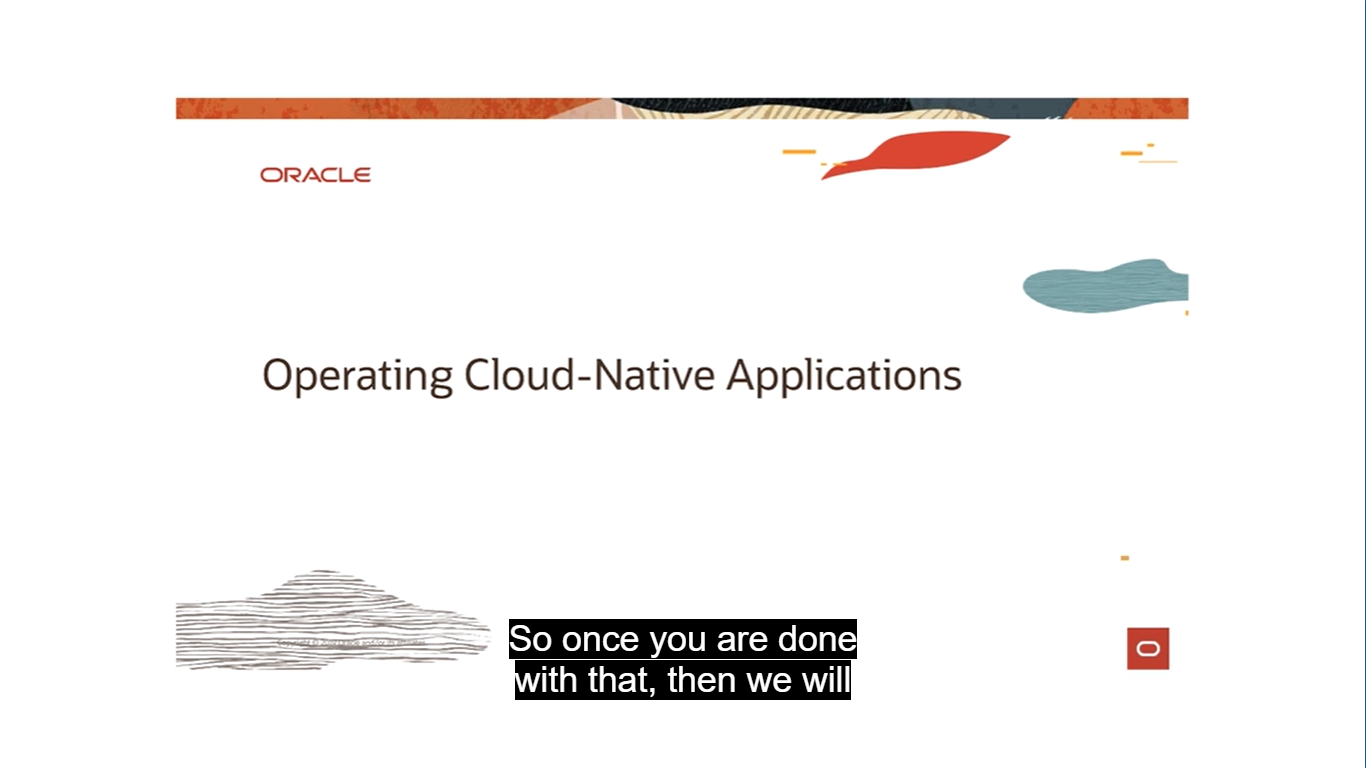 ORACLE
Operating Cloud-Native Applications
So once you are done
with that, then we will